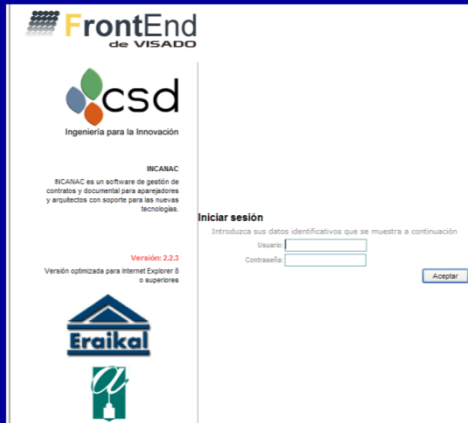 FrontEnd
de VISADO
csd
Ingeniería para la Innovación
INCANAC
INCANAC es un software de gestión de
contratos y documental para aparejadores
y arquitectos con soporte para las nuevas
tecnologías.
Iniciar sesión
Introduzca sus datos identificativos que se muestra a continuación
Usuario:
Contraseña:
Aceptar
Versión: 2.2.3
Versión optimizada para Internet Explorer 8
o superiores
Eraikal
a